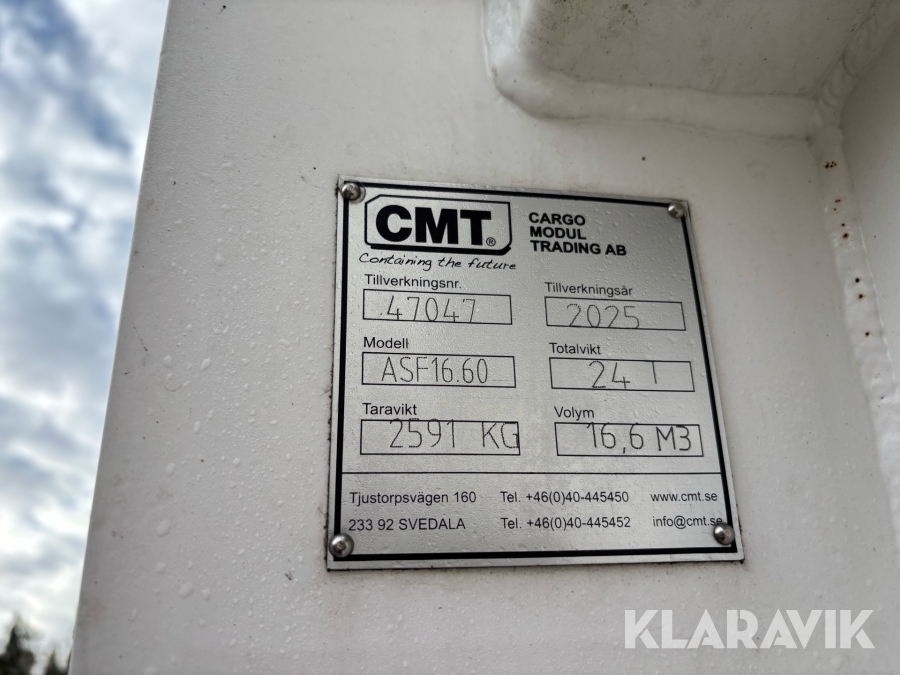 CMT®
CARGO
MODUL
TRADING AB
Containing the future
Tillverkningsnr.
47047
Tillverkningsår
2025
Modell
ASF16.60
Totalvikt
24 T
Taravikt
2591 KG
Volym
16,6 M3
Tjustorpsvägen 160 Tel. +46(0)40-445450 www.cmt.se
233 92 SVEDALA Tel. +46(0)40-445452 info@cmt.se
KLARAVIK